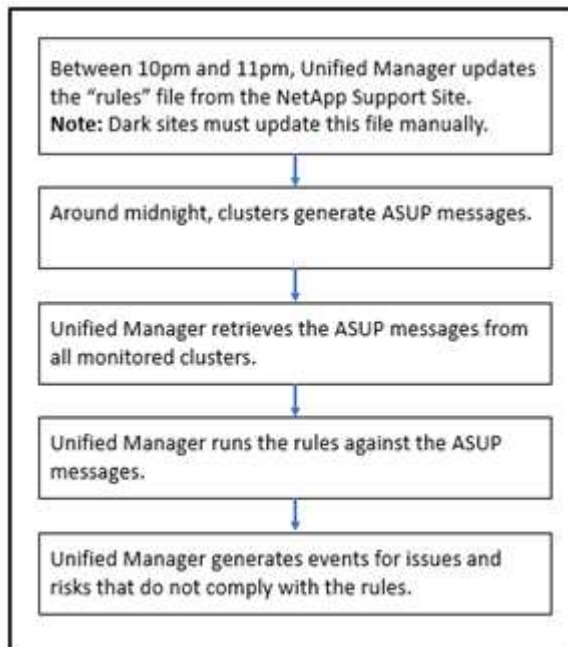 Between 10pm and 11pm, Unified Manager updates
the “rules” file from the NetApp Support Site.
Note: Dark sites must update this file manually.
Around midnight, clusters generate ASUP messages.
Unified Manager retrieves the ASUP messages from
all monitored clusters.
Unified Manager runs the rules against the ASUP
messages.
Unified Manager generates events for issues and
risks that do not comply with the rules.